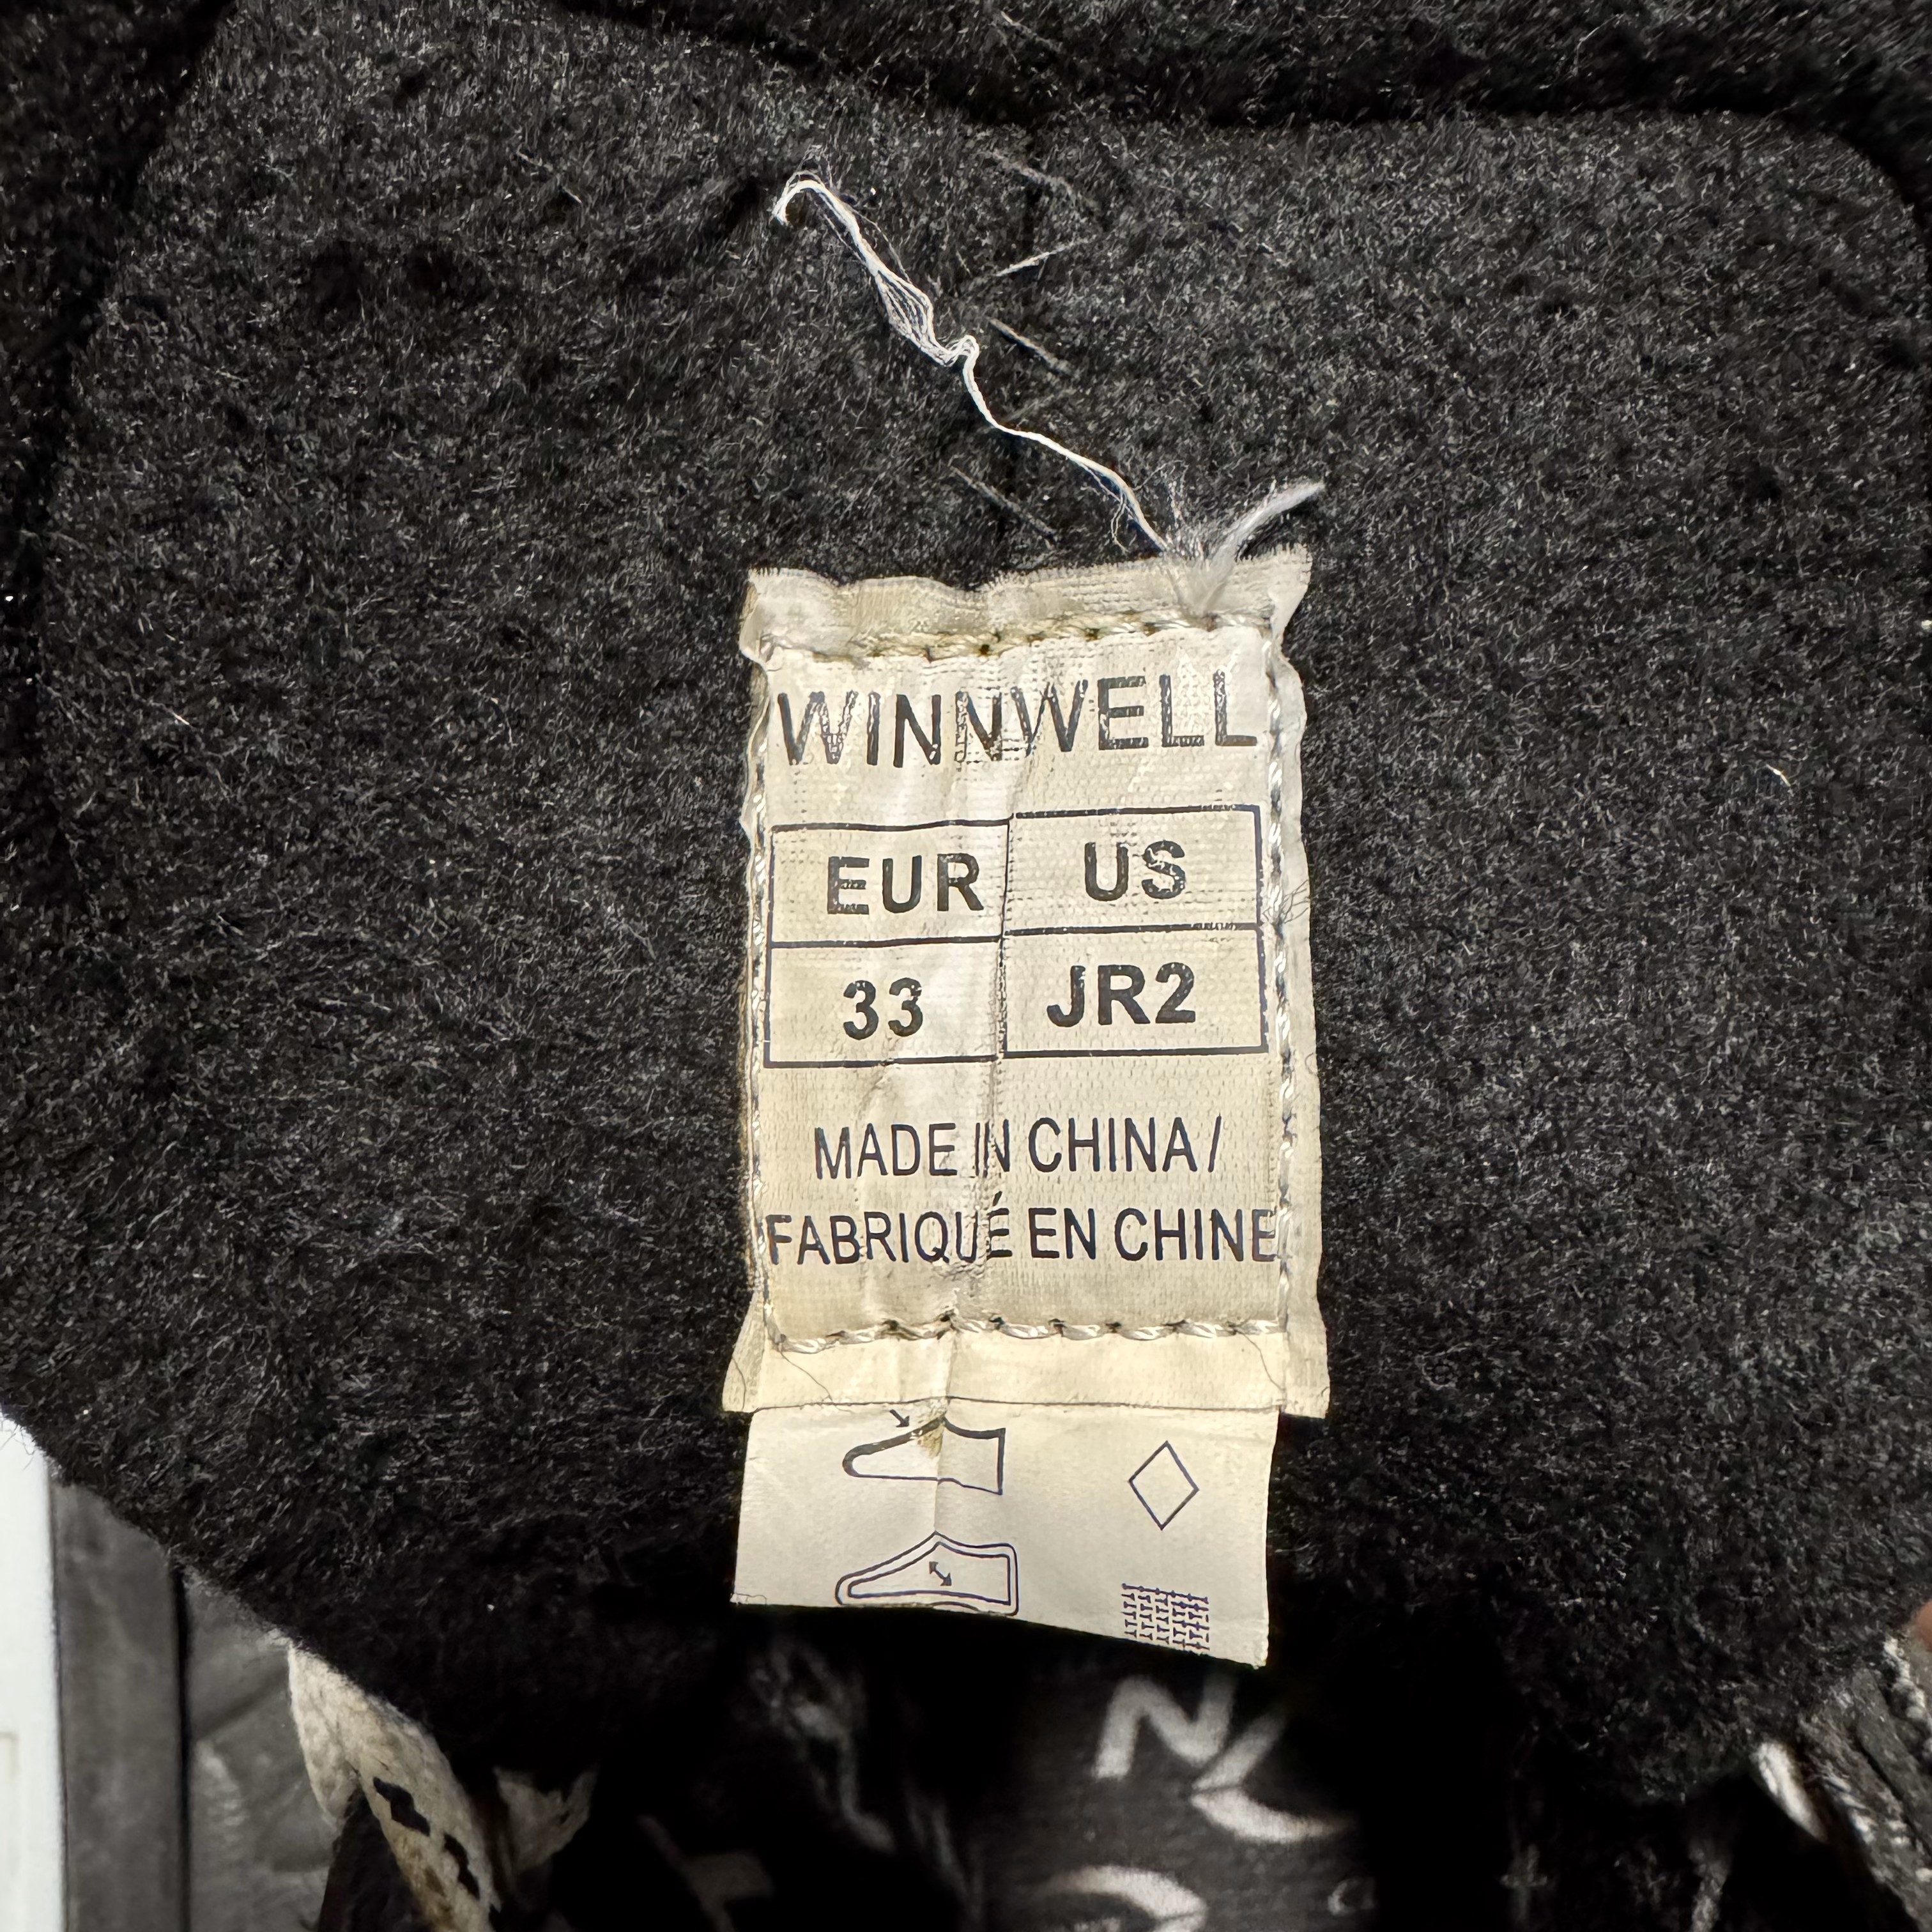 WINNWELL
EUR US
33 JR2
MADE IN CHINA /
FABRIQUÉ EN CHINE